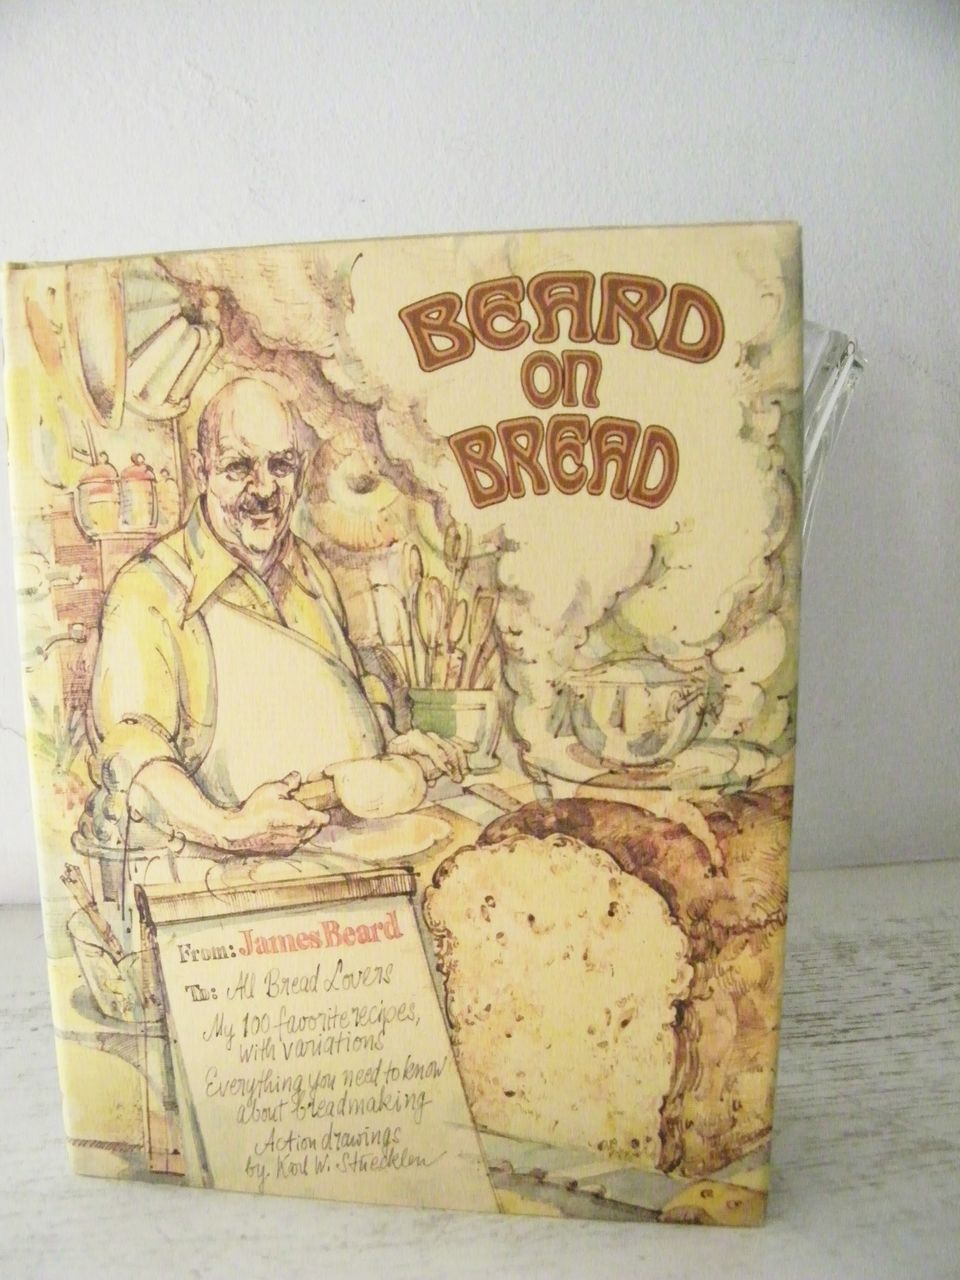 BEARD
ON
BREAD
From: James Beard
To: All Bread Lovers
My 100 favorite recipes,
with variations
Everything you need to know
about breadmaking
Action drawings
by Karl W. Stuecklen